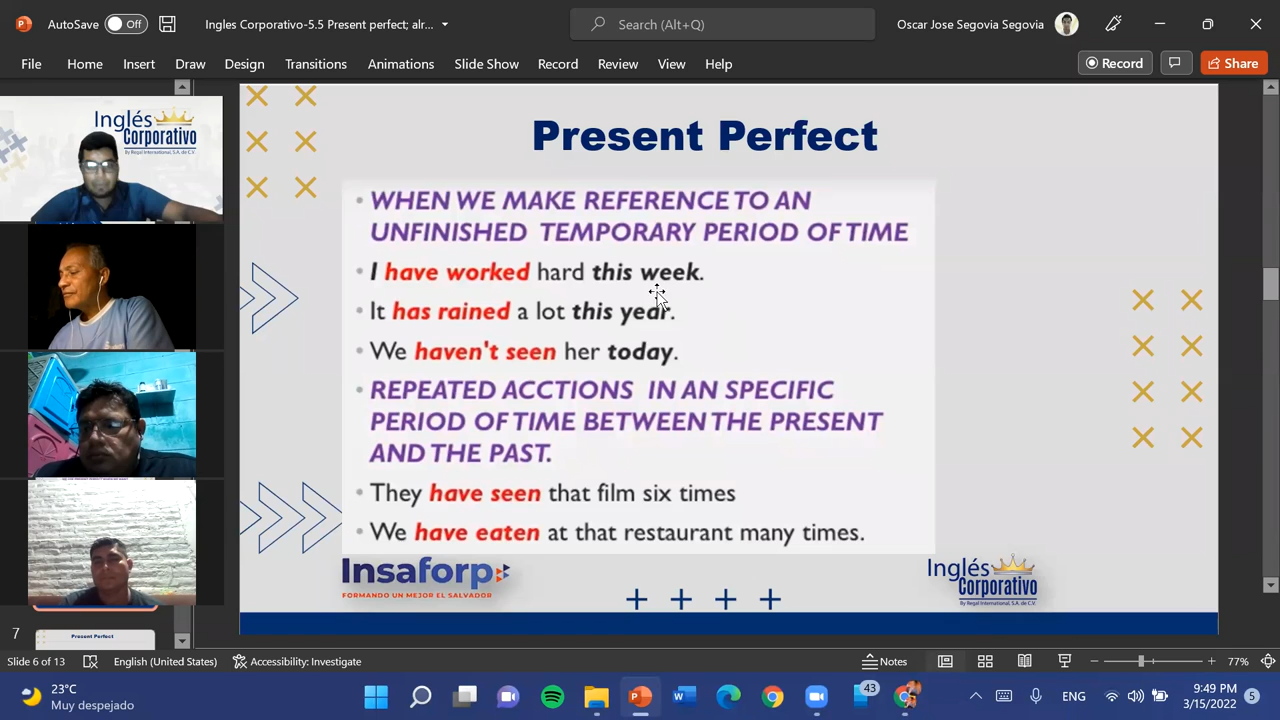 AutoSave Off
Ingles Corporativo-5.5 Present perfect; alr...
Search (Alt+Q)
Oscar Jose Segovia Segovia
File Home Insert Draw Design Transitions Animations Slide Show Record Review View Help
Record
Share
Inglés
Corporativo
By Regal International, S.A. de C.V.
Present Perfect
• WHEN WE MAKE REFERENCE TO AN
UNFINISHED TEMPORARY PERIOD OF TIME
• I have worked hard this week.
• It has rained a lot this year.
• We haven't seen her today.
• REPEATED ACCTIONS IN AN SPECIFIC
PERIOD OF TIME BETWEEN THE PRESENT
AND THE PAST.
• They have seen that film six times
• We have eaten at that restaurant many times.
Insaforp
FORMANDO UN MEJOR EL SALVADOR
Inglés
Corporativo
By Regal International, S.A. de C.V.
7
Present Perfect
Slide 6 of 13
English (United States)
Accessibility: Investigate
Notes
77%
23°C
Muy despejado
43
ENG
9:49 PM
3/15/2022
5